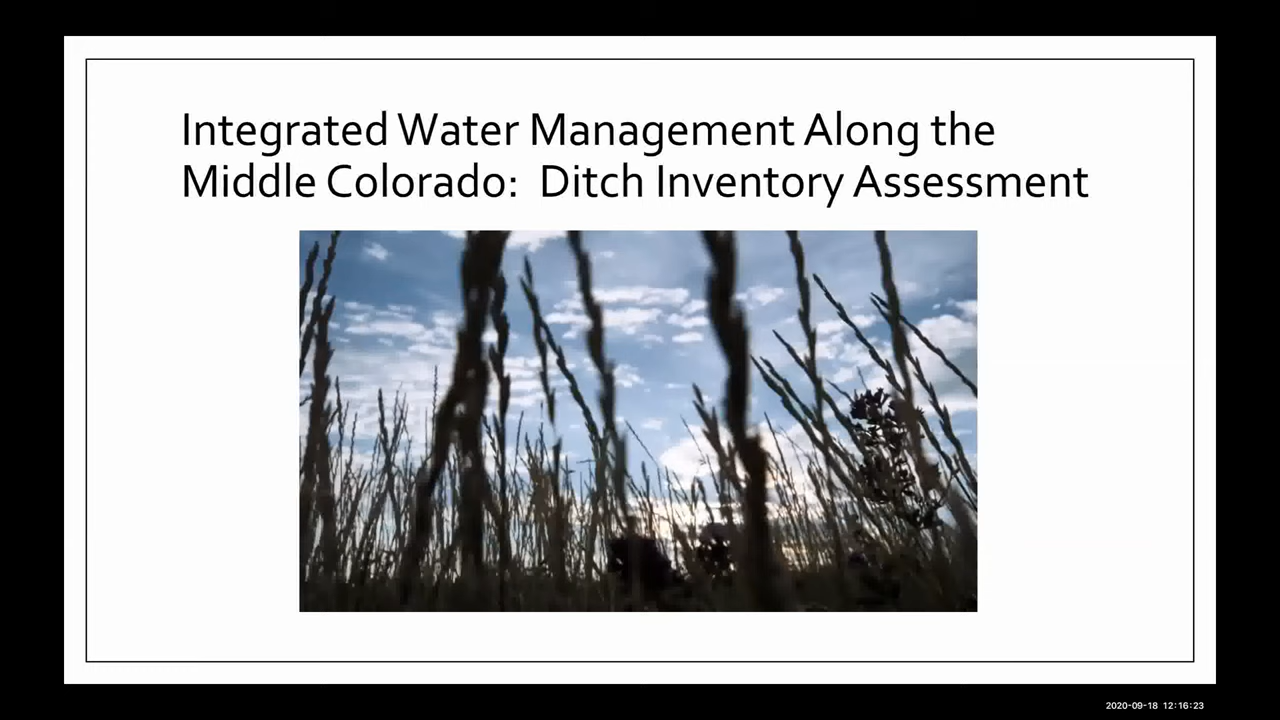 Integrated Water Management Along the
Middle Colorado: Ditch Inventory Assessment
2020-09-18 12:16:23